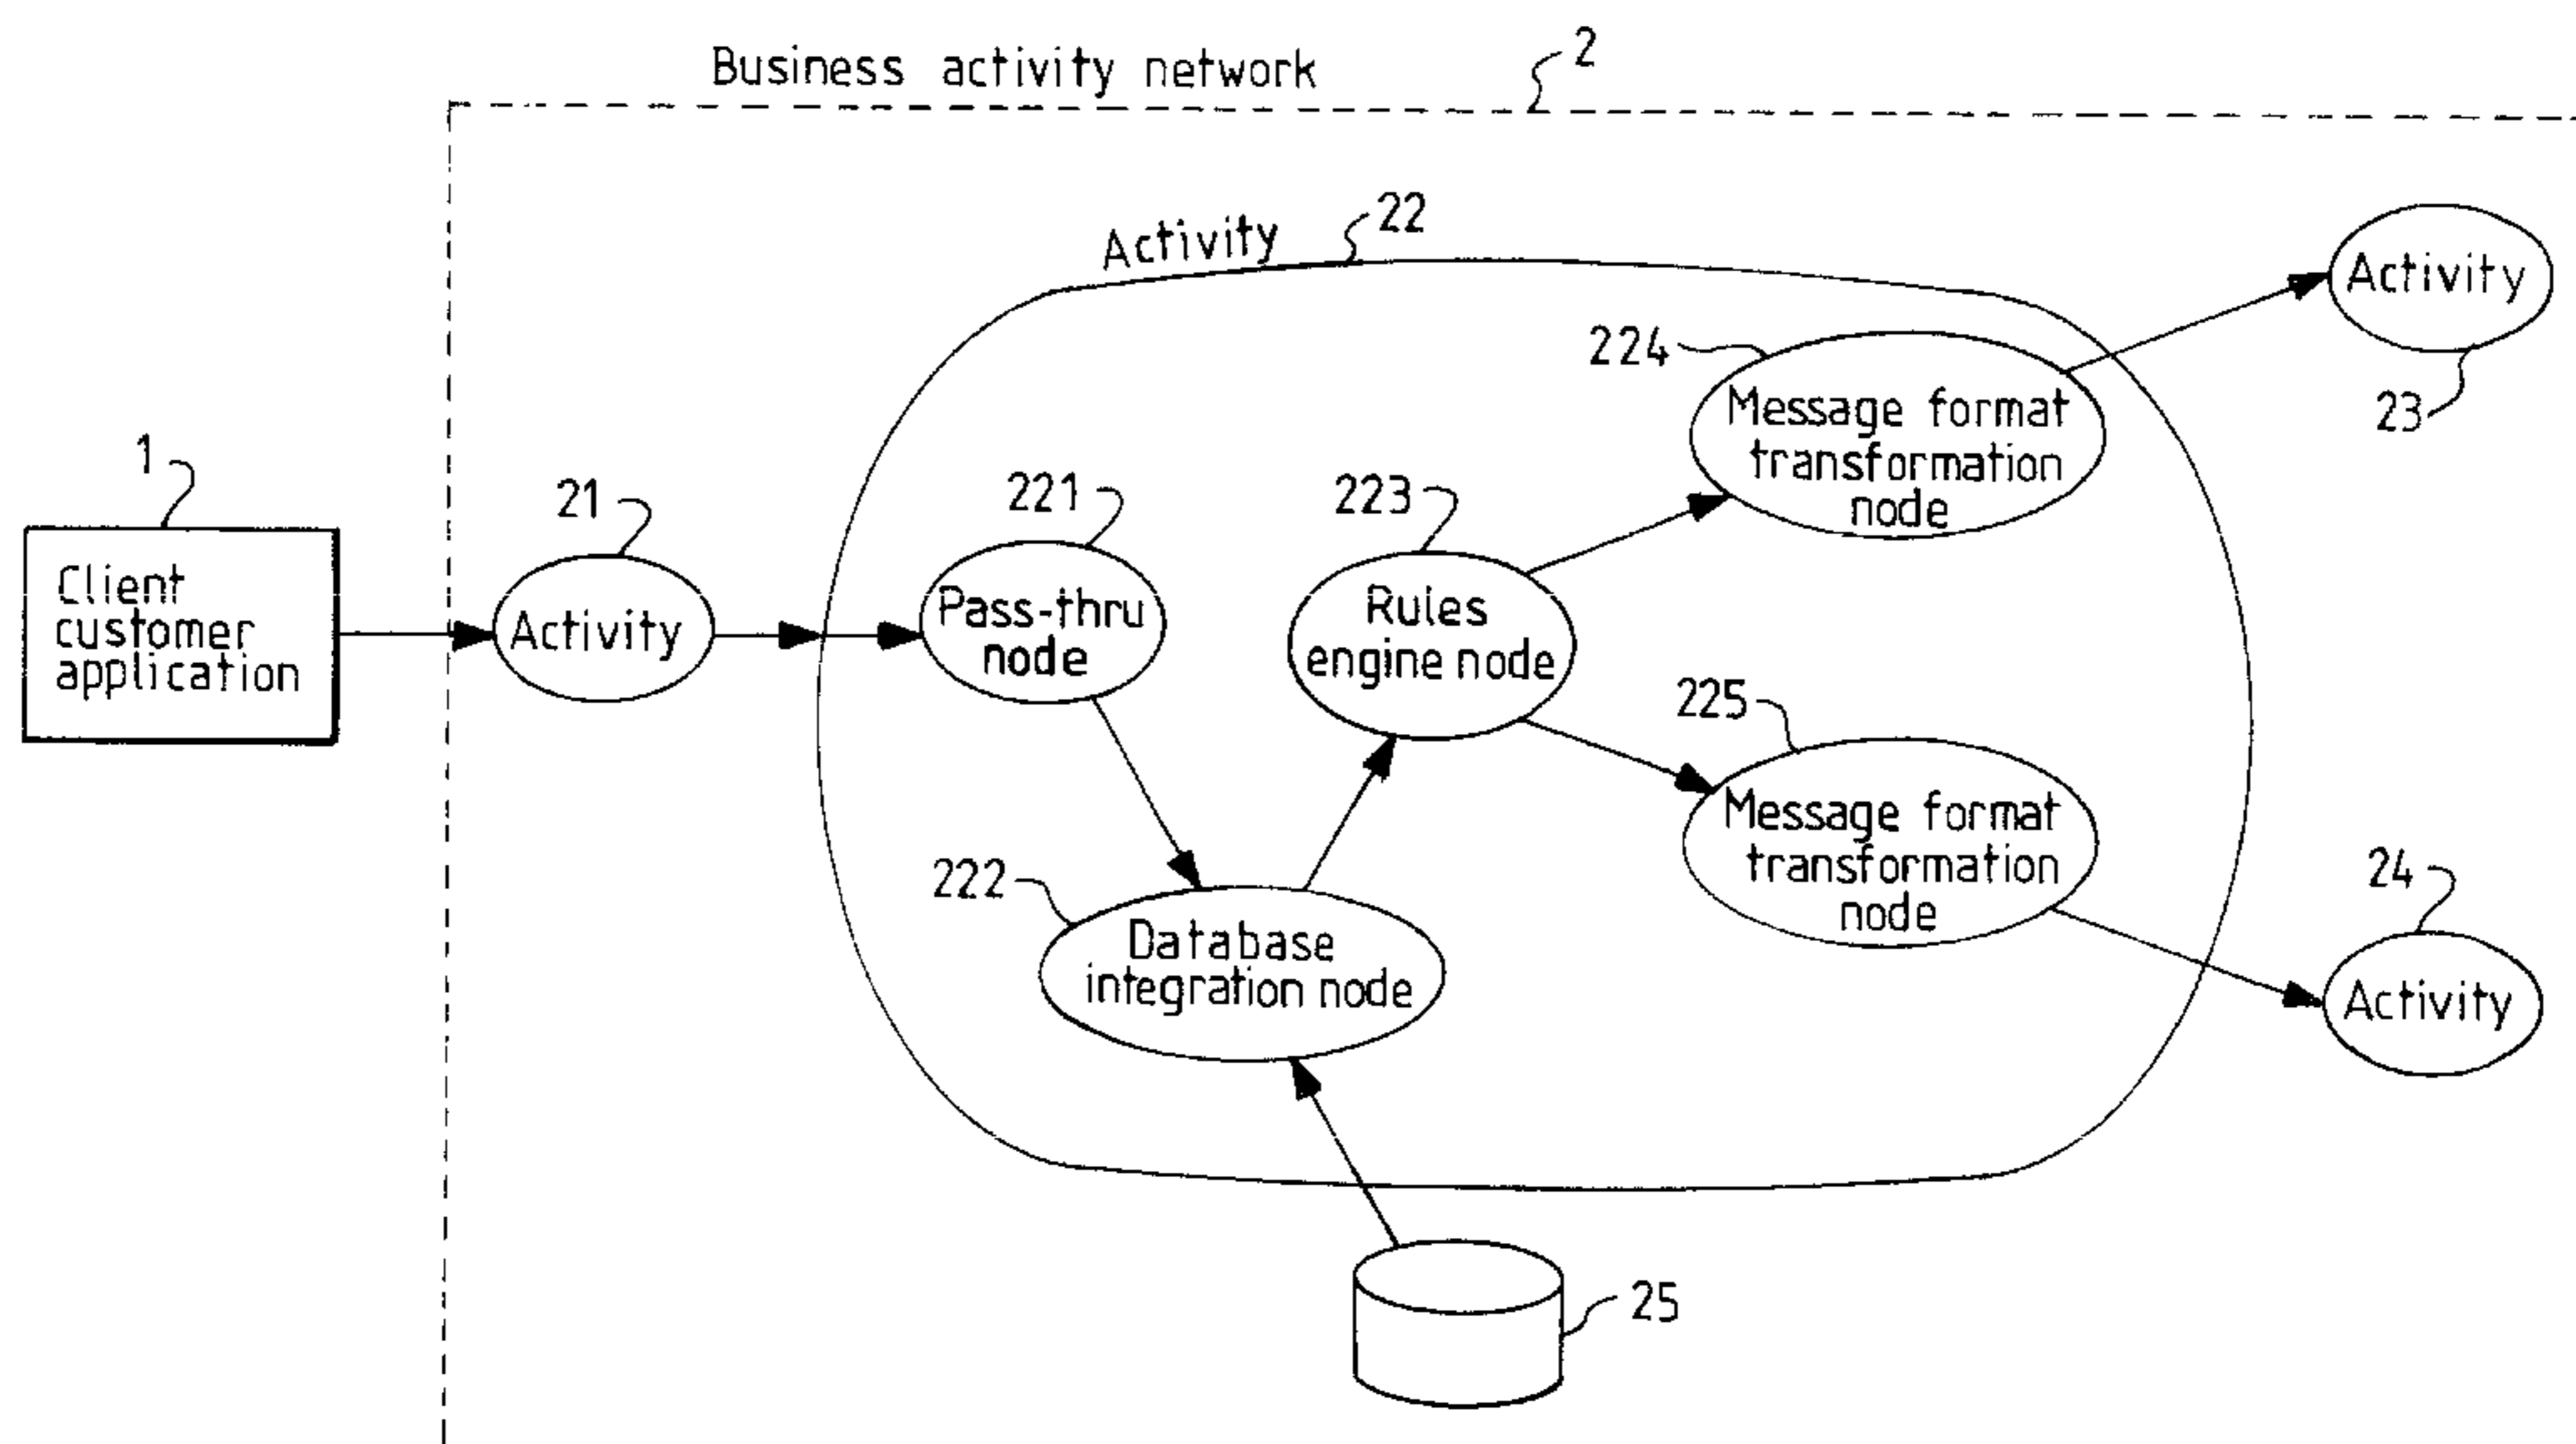 Business activity network
2
Activity
22
Activity
23
224
Message format
transformation
node
1
Client
customer
application
21
Activity
221
Pass-thru
node
223
Rules
engine node
225
Message format
transformation
node
222
Database
integration node
24
Activity
25